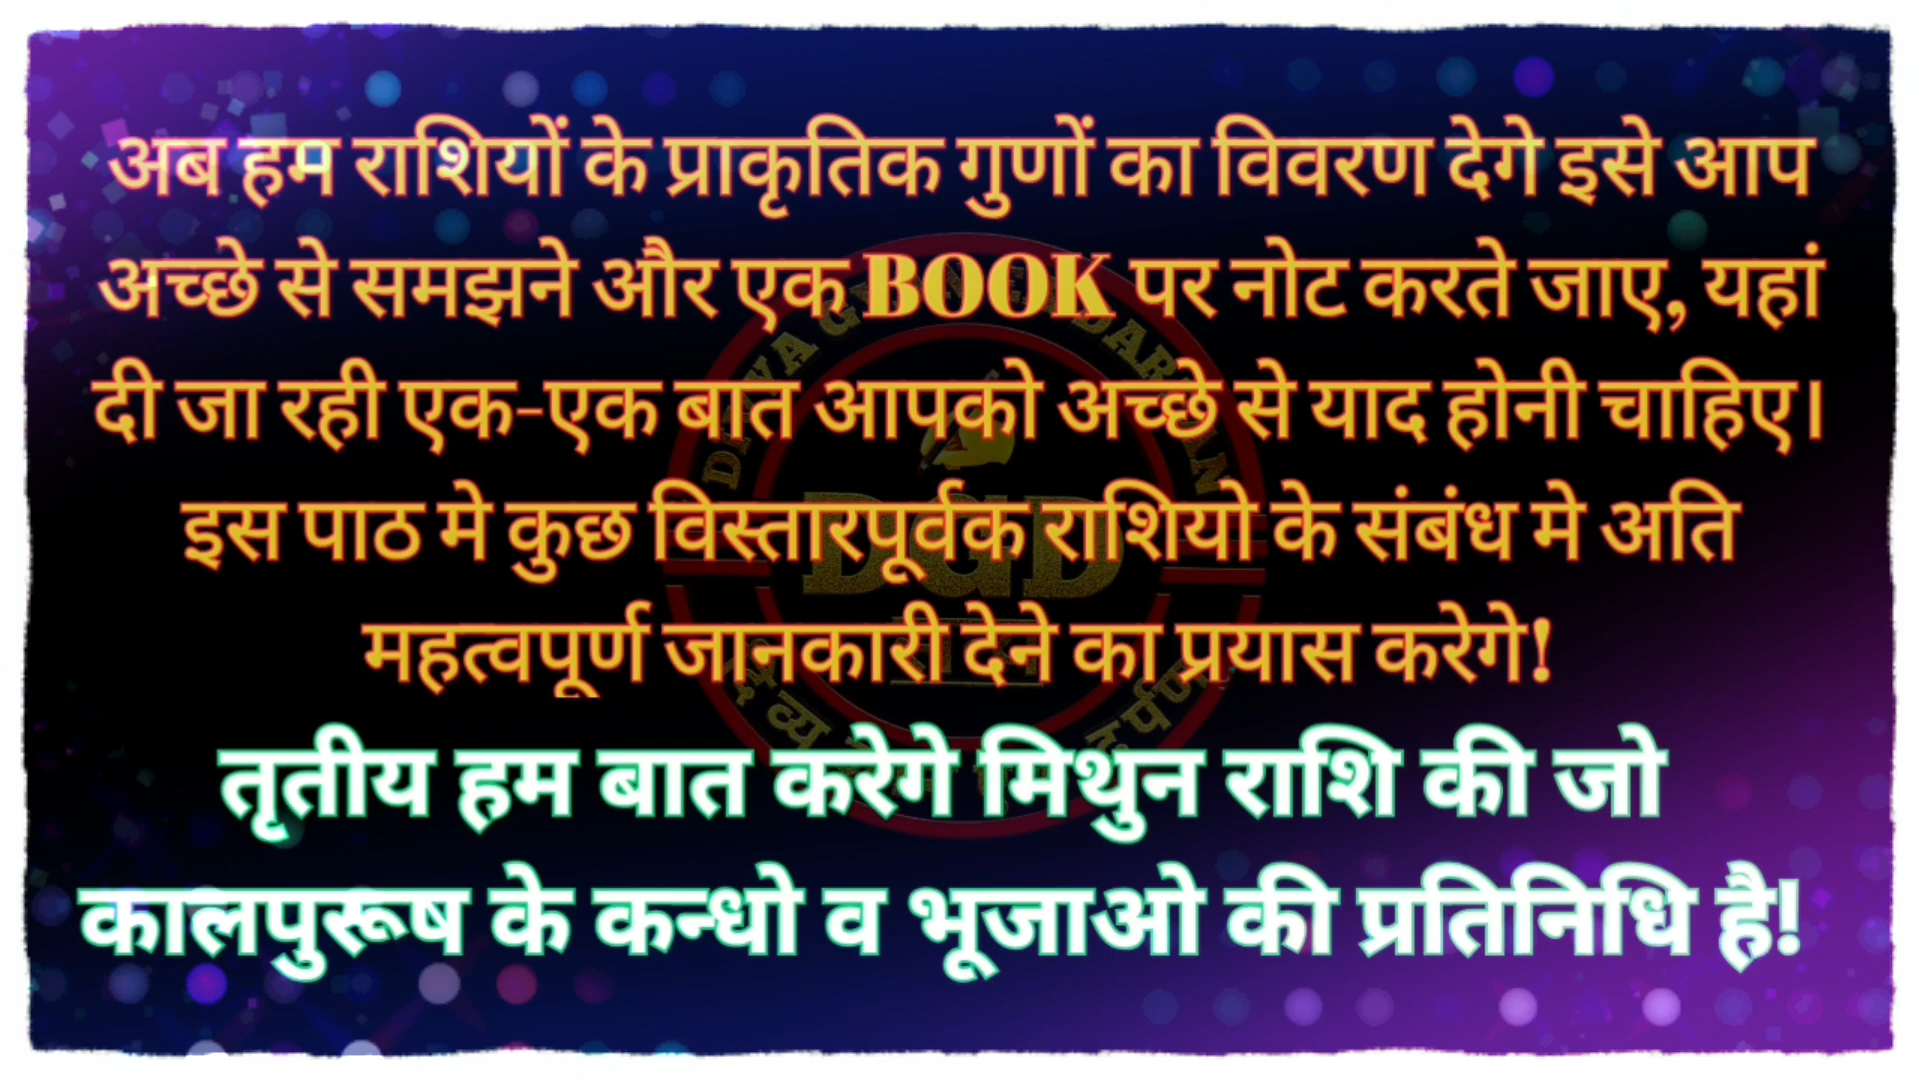 अब हम राशियों के प्राकृतिक गुणों का विवरण देगे इसे आप
अच्छे से समझने और एक BOOK पर नोट करते जाए, यहां
दी जा रही एक-एक बात आपको अच्छे से याद होनी चाहिए।
इस पाठ मे कुछ विस्तारपूर्वक राशियो के संबंध मे अति
महत्वपूर्ण जानकारी देने का प्रयास करेगे!
तृतीय हम बात करेगे मिथुन राशि की जो
कालपुरूष के कन्धो व भूजाओ की प्रतिनिधि है!
DGD